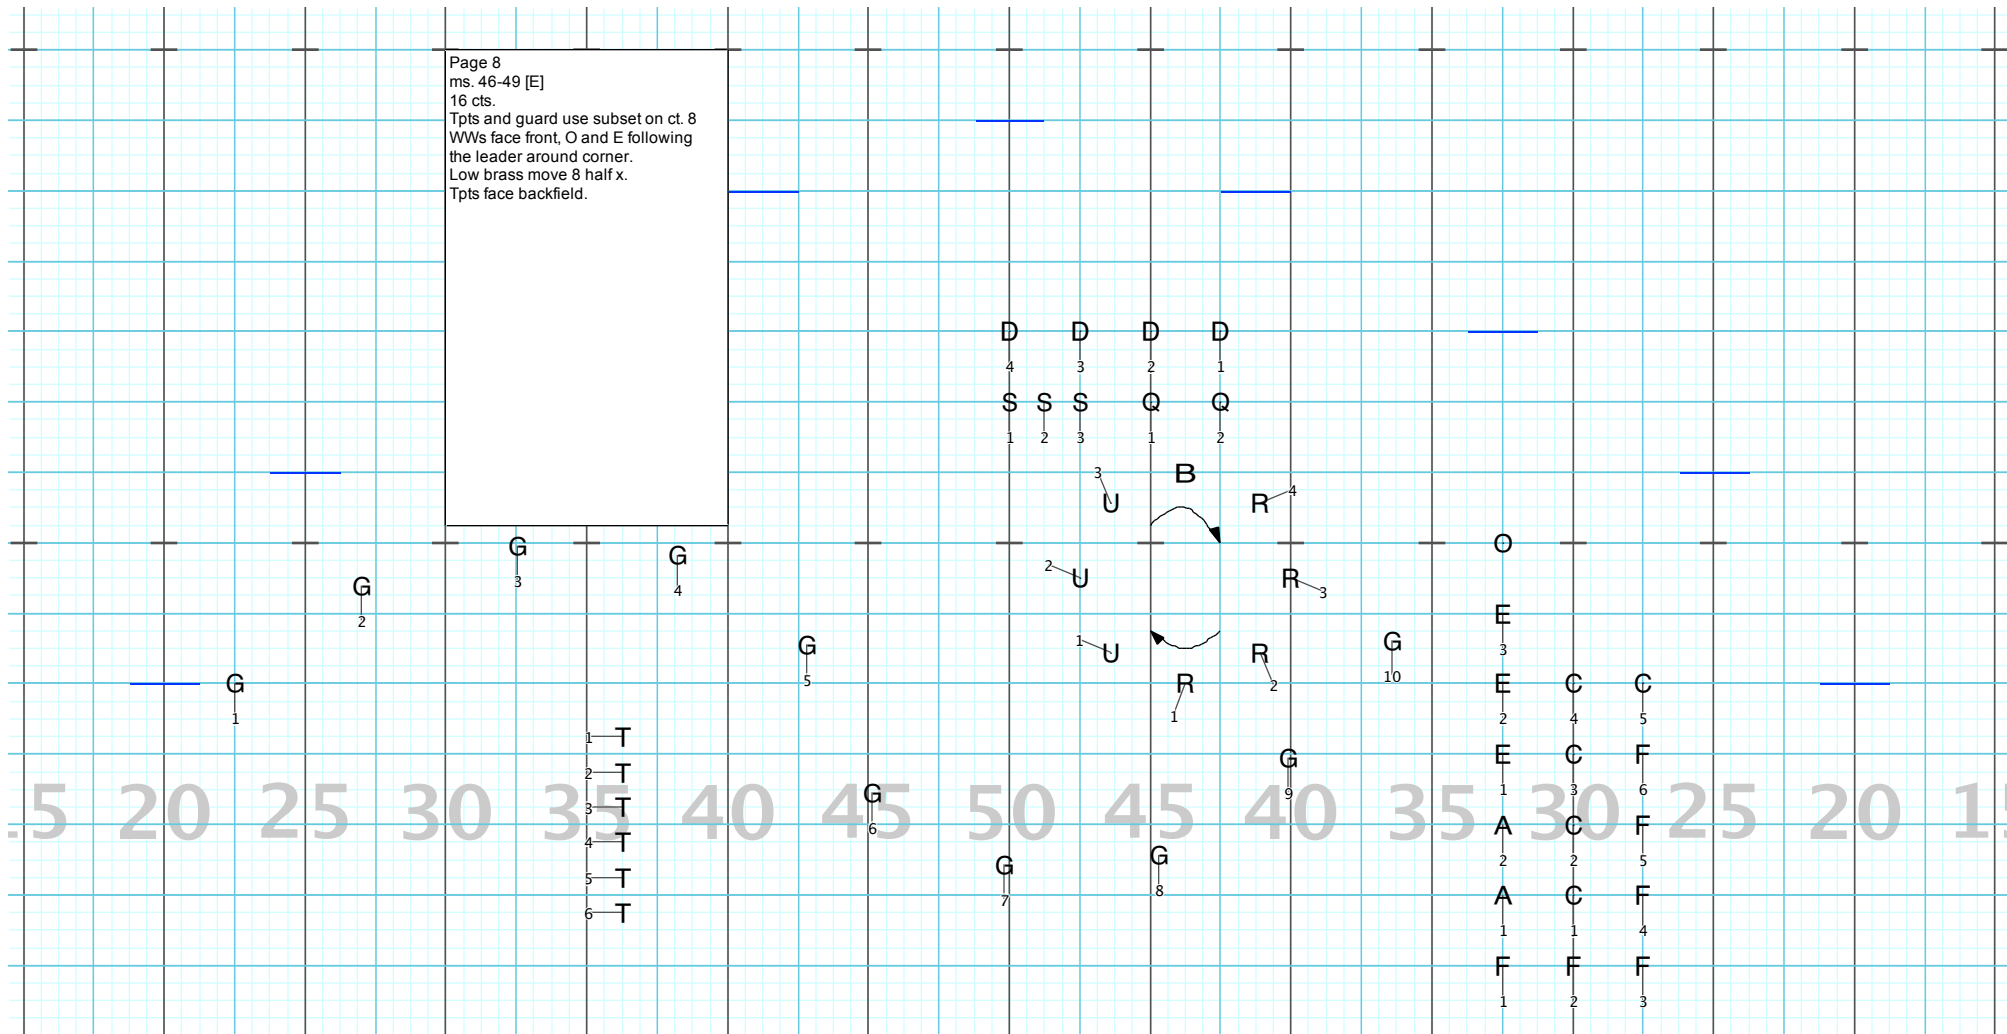 Page 8
ms. 46-49 [E]
16 cts.
Tpts and guard use subset on ct. 8
WWs face front, O and E following
the leader around corner.
Low brass move 8 half x.
Tpts face backfield.
D D D D
4 3 2 1
S S S Q Q
1 2 3 1 2
3 B 4
U R
G G O
3 4
2 U R 3
G
2
E
3
1 U R 2
G
5
G
10
G
1
R
1
E C C
2 4 5
1 T
2 T
G
9
E C F
1 3 6
3 T
G
6
5 20 25 30 35 40 45 50 45 40 35 30 25 20 1
4 T
A C F
2 2 5
G
7
G
8
5 T
6 T
A C F
1 1 4
F F F
1 2 3